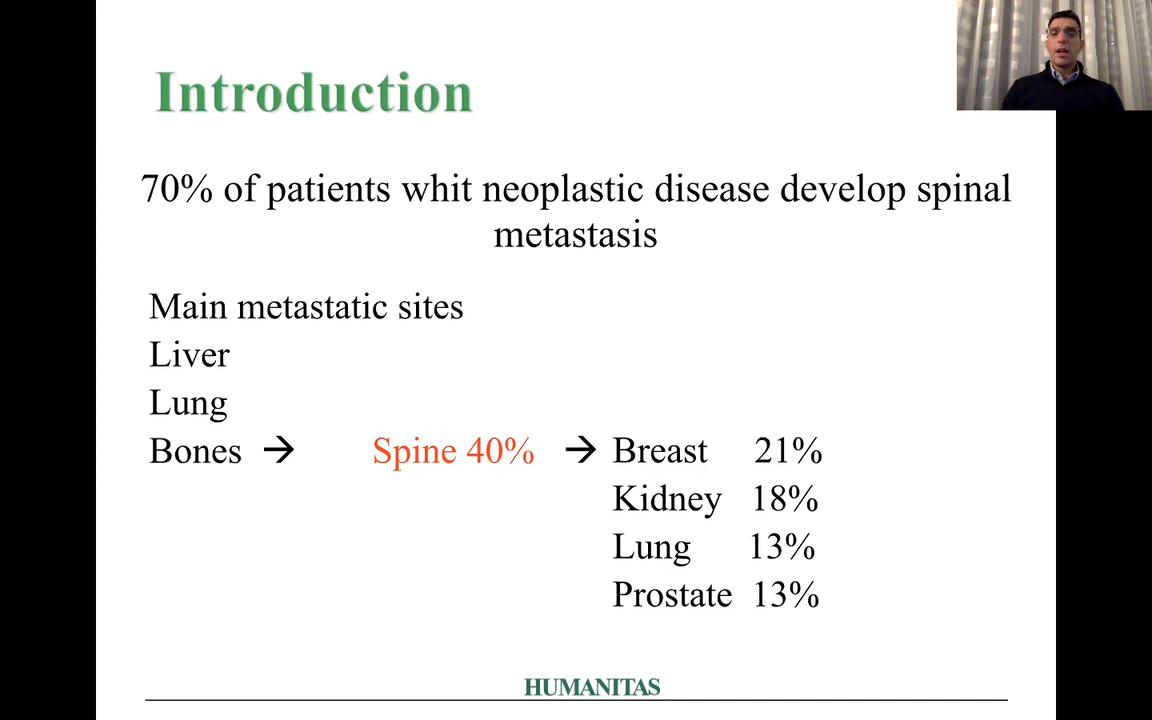 Introduction
70% of patients whit neoplastic disease develop spinal
metastasis
Main metastatic sites
Liver
Lung
Bones → Spine 40% → Breast 21%
Kidney 18%
Lung 13%
Prostate 13%
HUMANITAS